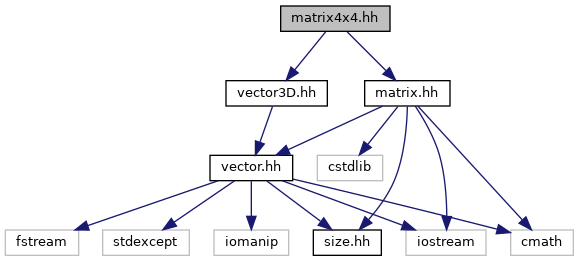 matrix4x4.hh
vector3D.hh
matrix.hh
vector.hh
cstdlib
fstream
stdexcept
iomanip
size.hh
iostream
cmath